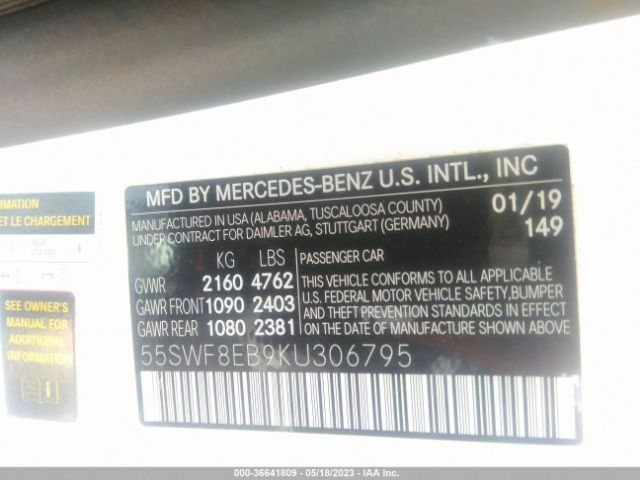 RMATION
ET LE CHARGEMENT
SEE OWNER'S
MANUAL FOR
ADDITIONAL
INFORMATION
MFD BY MERCEDES-BENZ U.S. INTL., INC
MANUFACTURED IN USA (ALABAMA, TUSCALOOSA COUNTY) 01/19
UNDER CONTRACT FOR DAIMLER AG, STUTTGART (GERMANY) 149
KG LBS PASSENGER CAR
GVWR 2160 4762
GAWR FRONT 1090 2403
GAWR REAR 1080 2381
THIS VEHICLE CONFORMS TO ALL APPLICABLE
U.S. FEDERAL MOTOR VEHICLE SAFETY, BUMPER
AND THEFT PREVENTION STANDARDS IN EFFECT
ON THE DATE OF MANUFACTURE SHOWN ABOVE.
55SWF8EB9KU306795
000-36641809 - 05/18/2023 - IAA Inc.